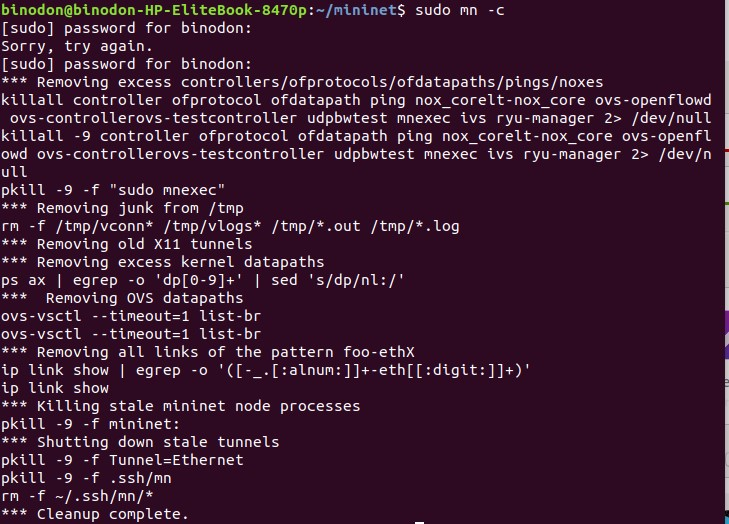 binodon@binodon-HP-EliteBook-8470p:~/mininet$ sudo mn -c
[sudo] password for binodon:
Sorry, try again.
[sudo] password for binodon:
*** Removing excess controllers/ofprotocols/ofdatapaths/pings/noxes
killall controller ofprotocol ofdatapath ping nox_corelt-nox_core ovs-openflowd
 ovs-controllerovs-testcontroller udpbwtest mnexec ivs ryu-manager 2> /dev/null
killall -9 controller ofprotocol ofdatapath ping nox_corelt-nox_core ovs-openfl
owd ovs-controllerovs-testcontroller udpbwtest mnexec ivs ryu-manager 2> /dev/n
ull
pkill -9 -f "sudo mnexec"
*** Removing junk from /tmp
rm -f /tmp/vconn* /tmp/vlogs* /tmp/*.out /tmp/*.log
*** Removing old X11 tunnels
*** Removing excess kernel datapaths
ps ax | egrep -o 'dp[0-9]+' | sed 's/dp/nl:/'
***  Removing OVS datapaths
ovs-vsctl --timeout=1 list-br
ovs-vsctl --timeout=1 list-br
*** Removing all links of the pattern foo-ethX
ip link show | egrep -o '([-_.[:alnum:]]+-eth[[:digit:]]+)'
ip link show
*** Killing stale mininet node processes
pkill -9 -f mininet:
*** Shutting down stale tunnels
pkill -9 -f Tunnel=Ethernet
pkill -9 -f .ssh/mn
rm -f ~/.ssh/mn/*
*** Cleanup complete.